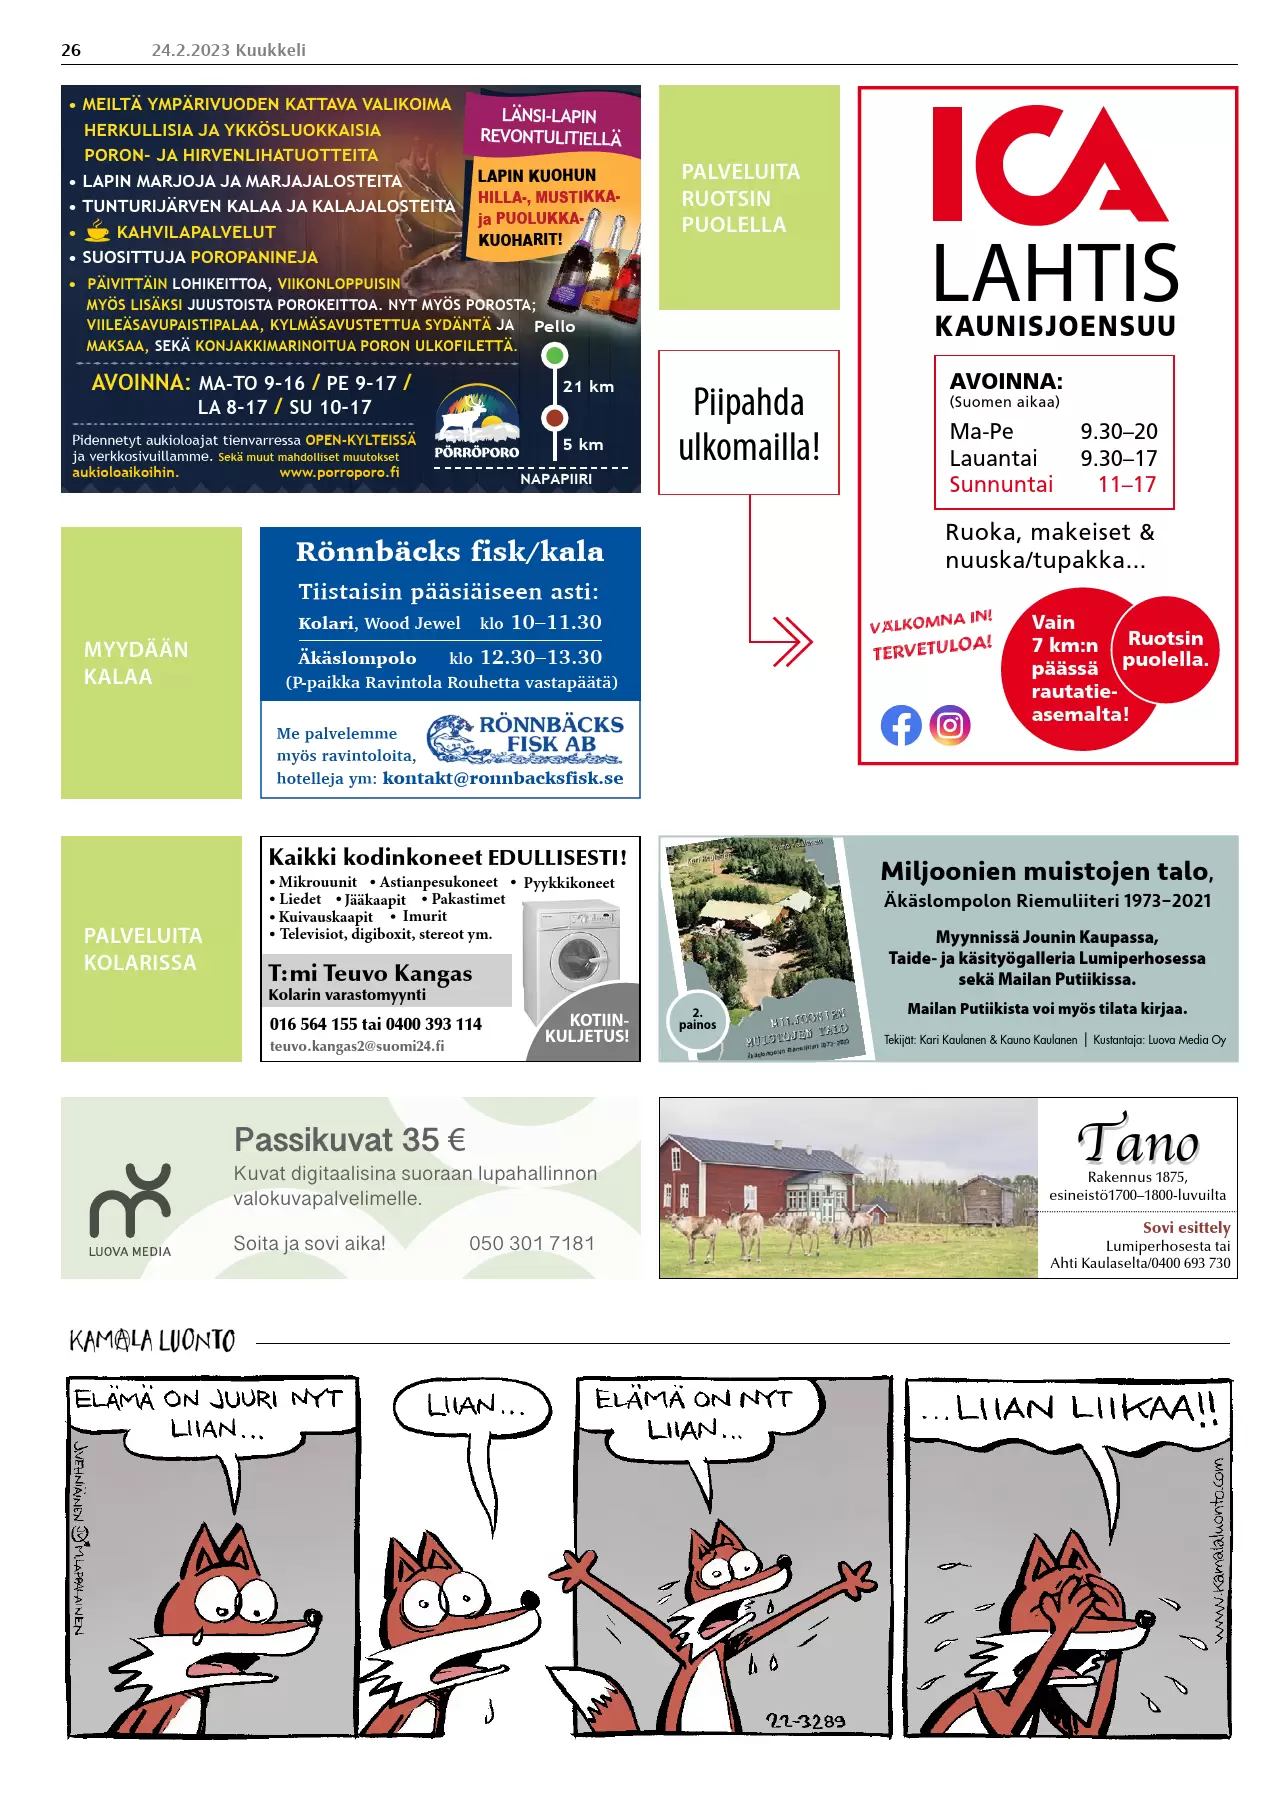 26
24.2.2023 Kuukkeli
• MEILTÄ YMPÄRIVUODEN KATTAVA VALIKOIMA
HERKULLISIA JA YKKÖSLUOKKAISIA
PORON- JA HIRVENLIHATUOTTEITA
• LAPIN MARJOJA JA MARJAJALOSTEITA
• TUNTURIJÄRVEN KALAA JA KALAJALOSTEITA
• KAHVILAPALVELUT
• SUOSITTUJA POROPANINEJA
• PÄIVITTÄIN LOHIKEITTOA, VIIKONLOPPUISIN
MYÖS LISÄKSI JUUSTOISTA POROKEITTOA. NYT MYÖS POROSTA;
VIILEÄSAVUPAISTIPALAA, KYLMÄSAVUSTETTUA SYDÄNTÄ JA
MAKSAA, SEKÄ KONJAKKIMARINOITUA PORON ULKOFILETTÄ.
AVOINNA: MA-TO 9-16 / PE 9-17 /
LA 8-17 / SU 10-17
Pidennetyt aukioloajat tienvarressa OPEN-KYLTEISSÄ
ja verkkosivuillamme. Sekä muut mahdolliset muutokset
aukioloaikoihin. www.porroporo.fi
LÄNSI-LAPIN
REVONTULITIELLÄ
LAPIN KUOHUN
HILLA-, MUSTIKKA-
ja PUOLUKKA-
KUOHARIT!
Pello
21 km
5 km
NAPAPIIRI
PÖRRÖPORO
PALVELUITA
RUOTSIN
PUOLELLA
Piipahda
ulkomailla!
ICA
LAHTIS
KAUNISJOENSUU
AVOINNA:
(Suomen aikaa)
Ma-Pe 9.30–20
Lauantai 9.30–17
Sunnuntai 11–17
Ruoka, makeiset &
nuuska/tupakka...
VÄLKOMNA IN!
TERVETULOA!
Vain
7 km:n
päässä
rautatie-
asemalta!
Ruotsin
puolella.
MYYDÄÄN
KALAA
Rönnbäcks fisk/kala
Tiistaisin pääsiäiseen asti:
Kolari, Wood Jewel klo 10–11.30
Äkäslompolo klo 12.30–13.30
(P-paikka Ravintola Rouhetta vastapäätä)
Me palvelemme
myös ravintoloita,
hotelleja ym: kontakt@ronnbacksfisk.se
RÖNNBÄCKS
FISK AB
PALVELUITA
KOLARISSA
Kaikki kodinkoneet EDULLISESTI!
• Mikrouunit • Astianpesukoneet • Pyykkikoneet
• Liedet • Jääkaapit • Pakastimet
• Kuivauskaapit • Imurit
• Televisiot, digiboxit, stereot ym.
T:mi Teuvo Kangas
Kolarin varastomyynti
016 564 155 tai 0400 393 114
teuvo.kangas2@suomi24.fi
KOTIIN-
KULJETUS!
Kari Kaulanen
Kauno Kaulanen
2.
painos
MILJOONIEN
MUISTOJEN TALO
Äkäslompolon Riemuliiteri 1973-2021
Miljoonien muistojen talo,
Äkäslompolon Riemuliiteri 1973–2021
Myynnissä Jounin Kaupassa,
Taide- ja käsityögalleria Lumiperhosessa
sekä Mailan Putiikissa.
Mailan Putiikista voi myös tilata kirjaa.
Tekijät: Kari Kaulanen & Kauno Kaulanen | Kustantaja: Luova Media Oy
LUOVA MEDIA
Passikuvat 35 €
Kuvat digitaalisina suoraan lupahallinnon
valokuvapalvelimelle.
Soita ja sovi aika! 050 301 7181
Tano
Rakennus 1875,
esineistö1700–1800-luvuilta
Sovi esittely
Lumiperhosesta tai
Ahti Kaulaselta/0400 693 730
KAMALA LUONTO
ELÄMÄ ON JUURI NYT
LIIAN...
JVEHNIÄINEN
MLAPPALAINEN
LIIAN...
ELÄMÄ ON NYT
LIIAN...
22-3289
...LIIAN LIIKAA!!
www.kamalaluonto.com